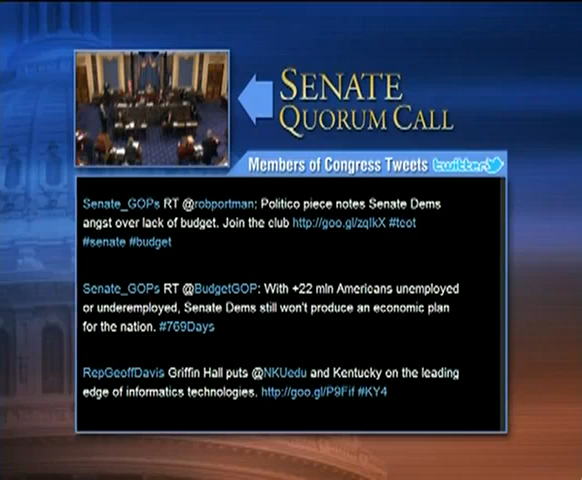 SENATE
QUORUM CALL
Members of Congress Tweets twitter
Senate_GOPs RT @robportman: Politico piece notes Senate Dems
angst over lack of budget. Join the club http://goo.gl/zqIkX #tcot
#senate #budget
Senate_GOPs RT @BudgetGOP: With +22 mln Americans unemployed
or underemployed, Senate Dems still won't produce an economic plan
for the nation. #769Days
RepGeoffDavis Griffin Hall puts @NKUedu and Kentucky on the leading
edge of informatics technologies. http://goo.gl/P9Fif #KY4